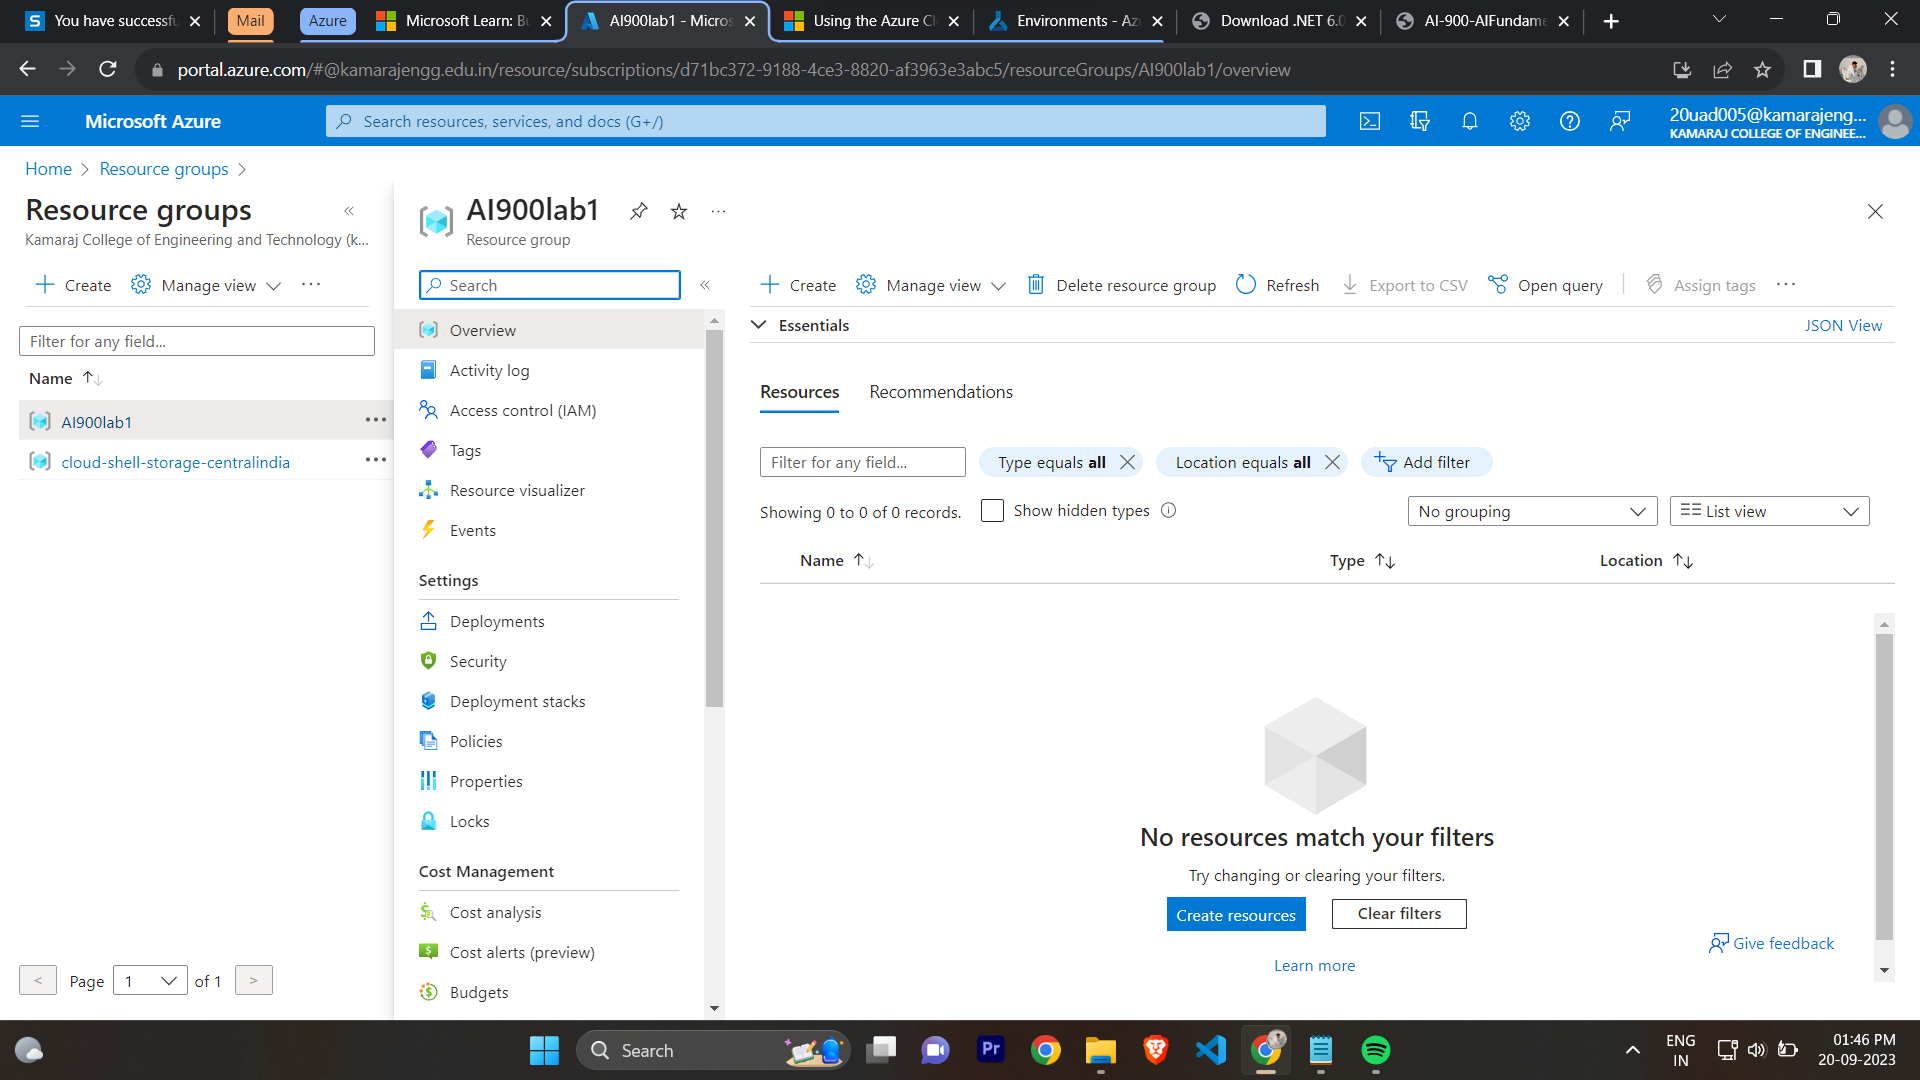 You have successfu
Mail
Azure
Microsoft Learn: Bu
AI900lab1 - Micros
Using the Azure Cl
Environments - Az
Download .NET 6.0
AI-900-AIFundame
portal.azure.com/#@kamarajengg.edu.in/resource/subscriptions/d71bc372-9188-4ce3-8820-af3963e3abc5/resourceGroups/AI900lab1/overview
Microsoft Azure
Search resources, services, and docs (G+/)
20uad005@kamarajeng...
KAMARAJ COLLEGE OF ENGINEE...
Home > Resource groups >
Resource groups
Kamaraj College of Engineering and Technology (k...
Create
Manage view
Filter for any field...
Name
AI900lab1
cloud-shell-storage-centralindia
< Page 1 of 1 >
AI900lab1
Resource group
Search
Overview
Activity log
Access control (IAM)
Tags
Resource visualizer
Events
Settings
Deployments
Security
Deployment stacks
Policies
Properties
Locks
Cost Management
Cost analysis
Cost alerts (preview)
Budgets
Create
Manage view
Delete resource group
Refresh
Export to CSV
Open query
Assign tags
Essentials
JSON View
Resources
Recommendations
Filter for any field...
Type equals all
Location equals all
Add filter
Showing 0 to 0 of 0 records.
Show hidden types
No grouping
List view
Name
Type
Location
No resources match your filters
Try changing or clearing your filters.
Create resources
Clear filters
Learn more
Give feedback
Search
Pr
ENG
IN
01:46 PM
20-09-2023